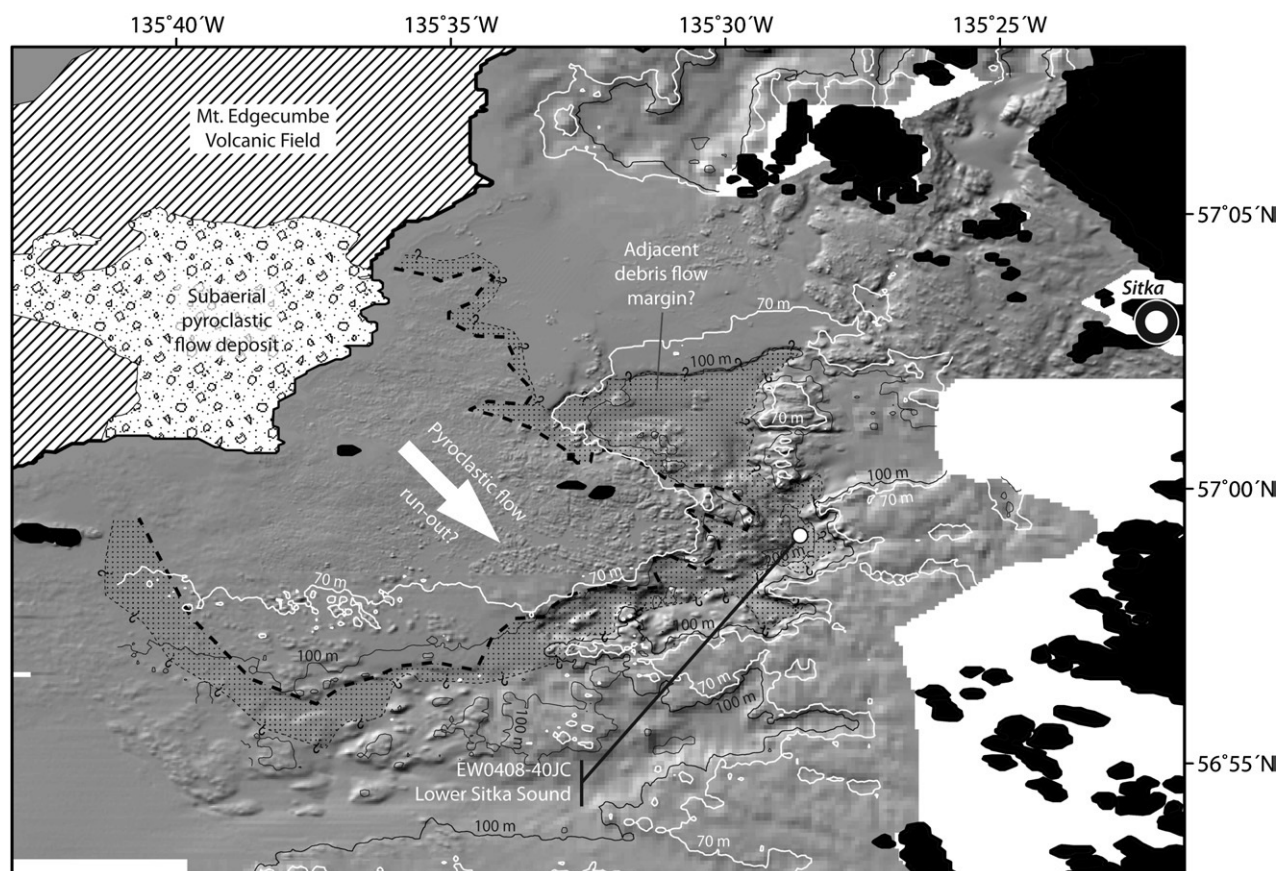 135°40´W
135°35´W
135°30´W
135°25´W
Mt. Edgecumbe
Volcanic Field
57°05´N
Adjacent
debris flow
margin?
Sitka
Subaerial
pyroclastic
flow deposit
70 m
100 m
70 m
Pyroclastic flow
run-out?
100 m
70 m
57°00´N
200 m
70 m
70 m
100 m
100 m
70 m
100 m
100 m
EW0408-40JC
Lower Sitka Sound
56°55´N
100 m
70 m